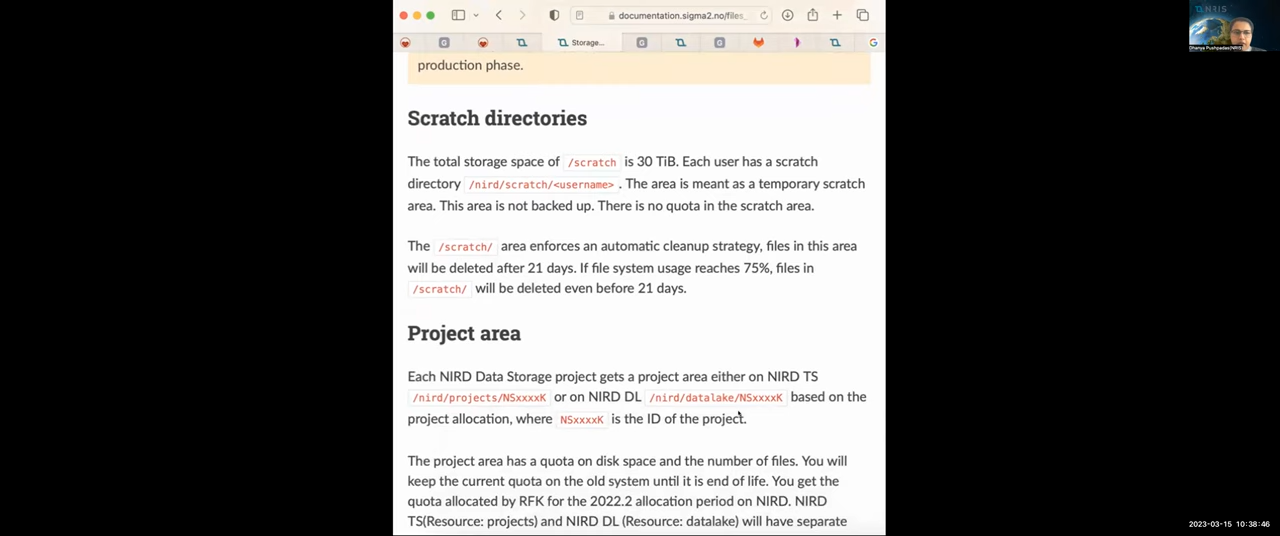 documentation.sigma2.no/files_
Storage...
production phase.
NRIS
Dhanya Pushpadas(NRIS)
Scratch directories
The total storage space of /scratch is 30 TiB. Each user has a scratch
directory /nird/scratch/<username> . The area is meant as a temporary scratch
area. This area is not backed up. There is no quota in the scratch area.
The /scratch/ area enforces an automatic cleanup strategy, files in this area
will be deleted after 21 days. If file system usage reaches 75%, files in
/scratch/ will be deleted even before 21 days.
Project area
Each NIRD Data Storage project gets a project area either on NIRD TS
/nird/projects/NSxxxxK or on NIRD DL /nird/datalake/NSxxxxK based on the
project allocation, where NSxxxxK is the ID of the project.
The project area has a quota on disk space and the number of files. You will
keep the current quota on the old system until it is end of life. You get the
quota allocated by RFK for the 2022.2 allocation period on NIRD. NIRD
TS(Resource: projects) and NIRD DL (Resource: datalake) will have separate
2023-03-15 10:38:46